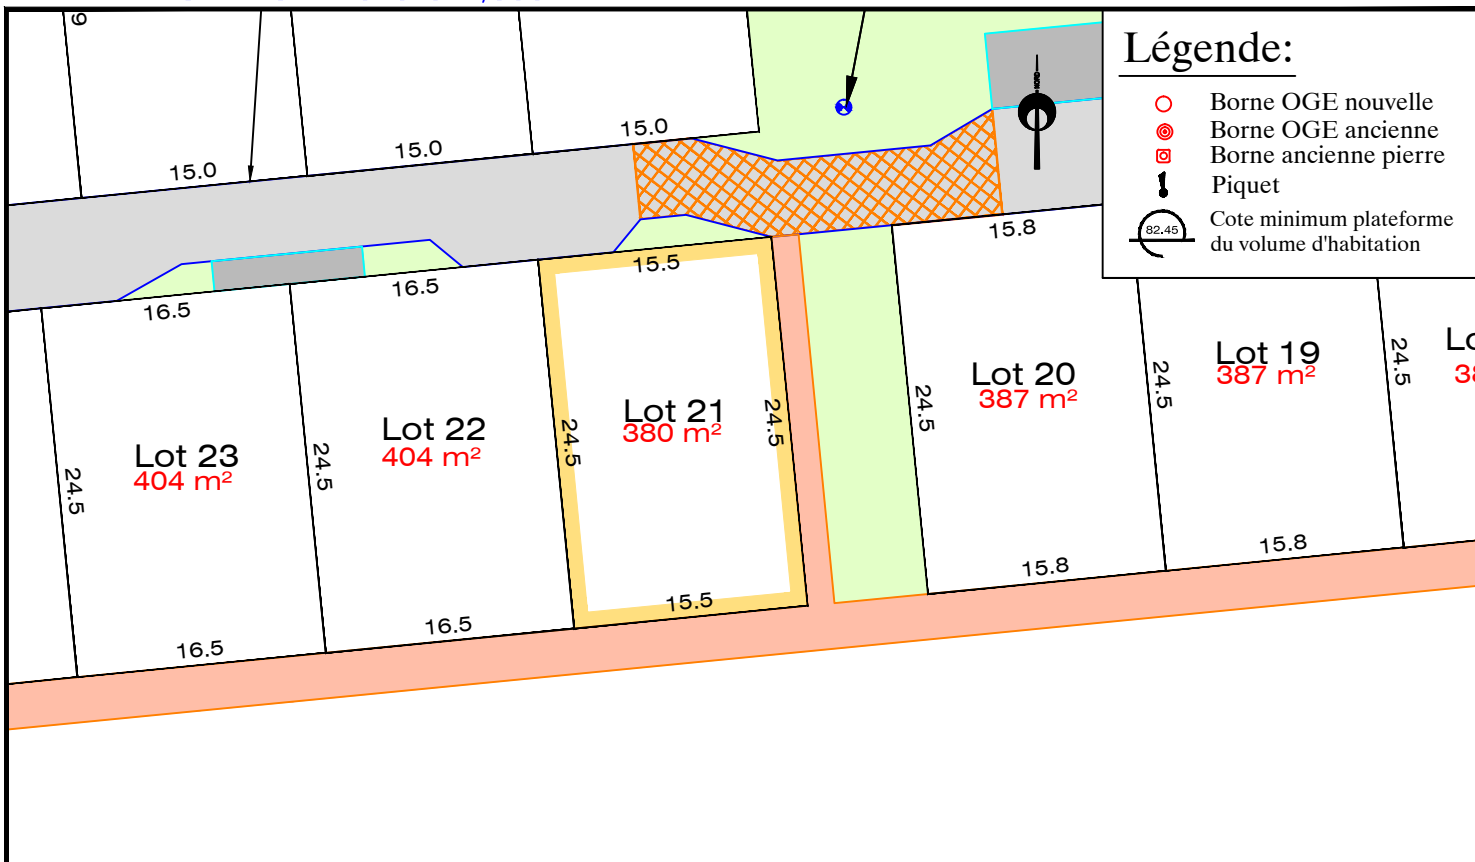 Légende:
Borne OGE nouvelle
Borne OGE ancienne
Borne ancienne pierre
Piquet
82.45
Cote minimum plateforme
du volume d'habitation
NORD
9
15.0
15.0
15.0
16.5
16.5
15.5
15.8
Lot 23
404 m²
Lot 22
404 m²
Lot 21
380 m²
Lot 20
387 m²
Lot 19
387 m²
24.5
24.5
24.5
24.5
24.5
24.5
24.5
16.5
16.5
15.5
15.8
15.8